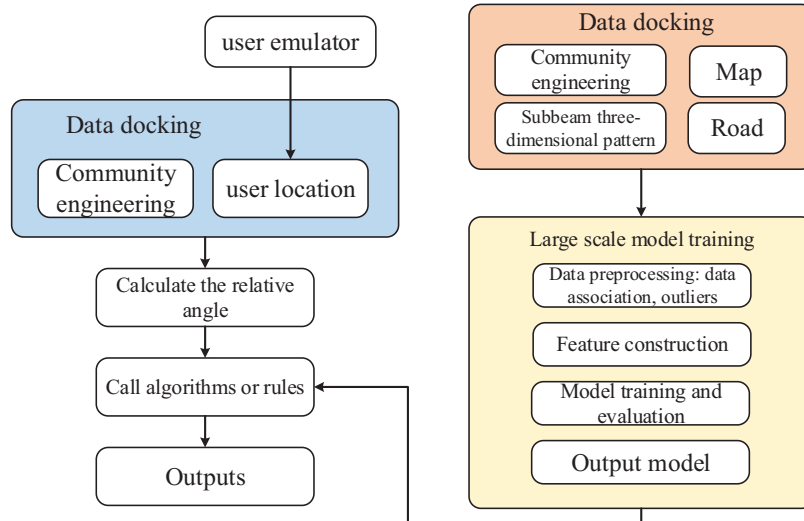 user emulator
Data docking
Community
engineering
user location
Calculate the relative
angle
Call algorithms or rules
Outputs
Data docking
Community
engineering
Map
Subbeam three-
dimensional pattern
Road
Large scale model training
Data preprocessing: data
association, outliers
Feature construction
Model training and
evaluation
Output model